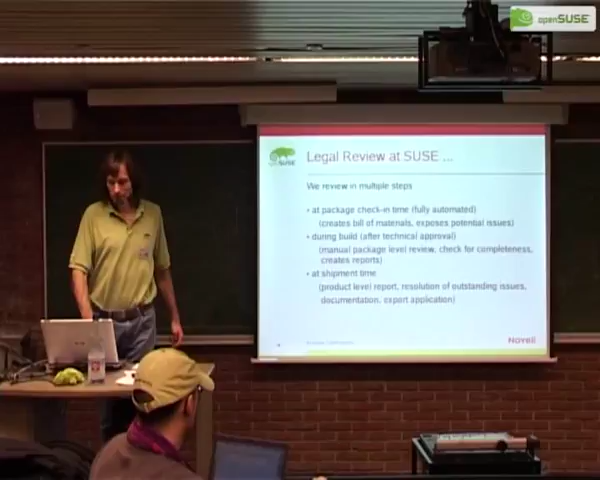 openSUSE
Legal Review at SUSE ...
We review in multiple steps
• at package check-in time (fully automated)
(creates bill of materials, exposes potential issues)
• during build (after technical approval)
(manual package level review, check for completeness,
creates reports)
• at shipment time
(product level report, resolution of outstanding issues,
documentation, export application)
Novell